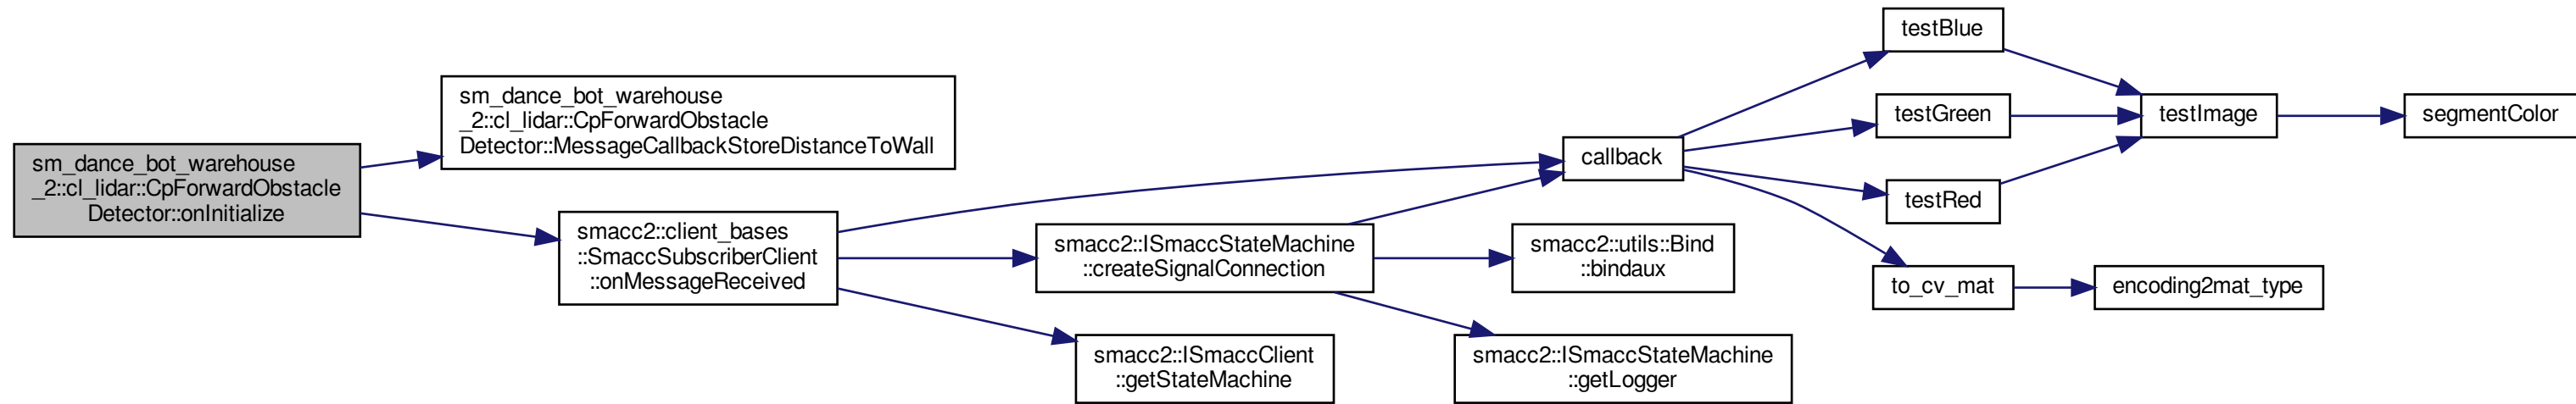 sm_dance_bot_warehouse
_2::cl_lidar::CpForwardObstacle
Detector::onInitialize
sm_dance_bot_warehouse
_2::cl_lidar::CpForwardObstacle
Detector::MessageCallbackStoreDistanceToWall
smacc2::client_bases
::SmaccSubscriberClient
::onMessageReceived
smacc2::ISmaccStateMachine
::createSignalConnection
smacc2::ISmaccClient
::getStateMachine
callback
smacc2::utils::Bind
::bindaux
smacc2::ISmaccStateMachine
::getLogger
testBlue
testGreen
testRed
to_cv_mat
testImage
encoding2mat_type
segmentColor